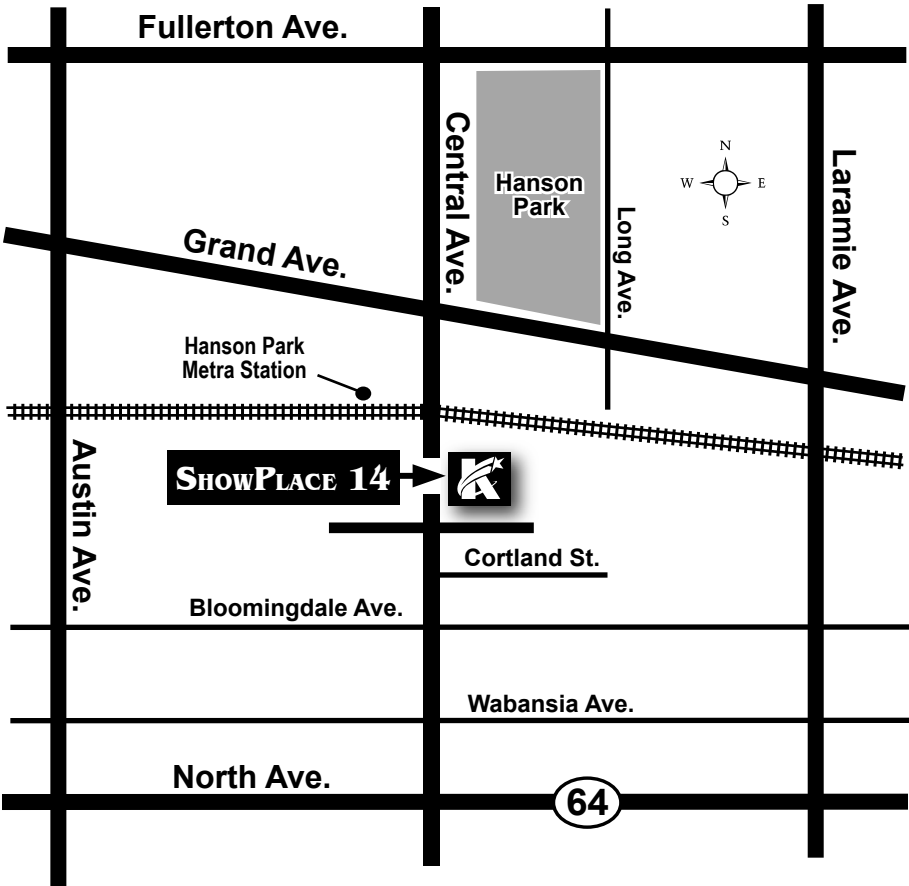 Fullerton Ave.
Central Ave.
Hanson
Park
N
W
E
S
Long Ave.
Laramie Ave.
Grand Ave.
Hanson Park
Metra Station
Austin Ave.
SHOWPLACE 14
K
Cortland St.
Bloomingdale Ave.
Wabansia Ave.
North Ave.
64